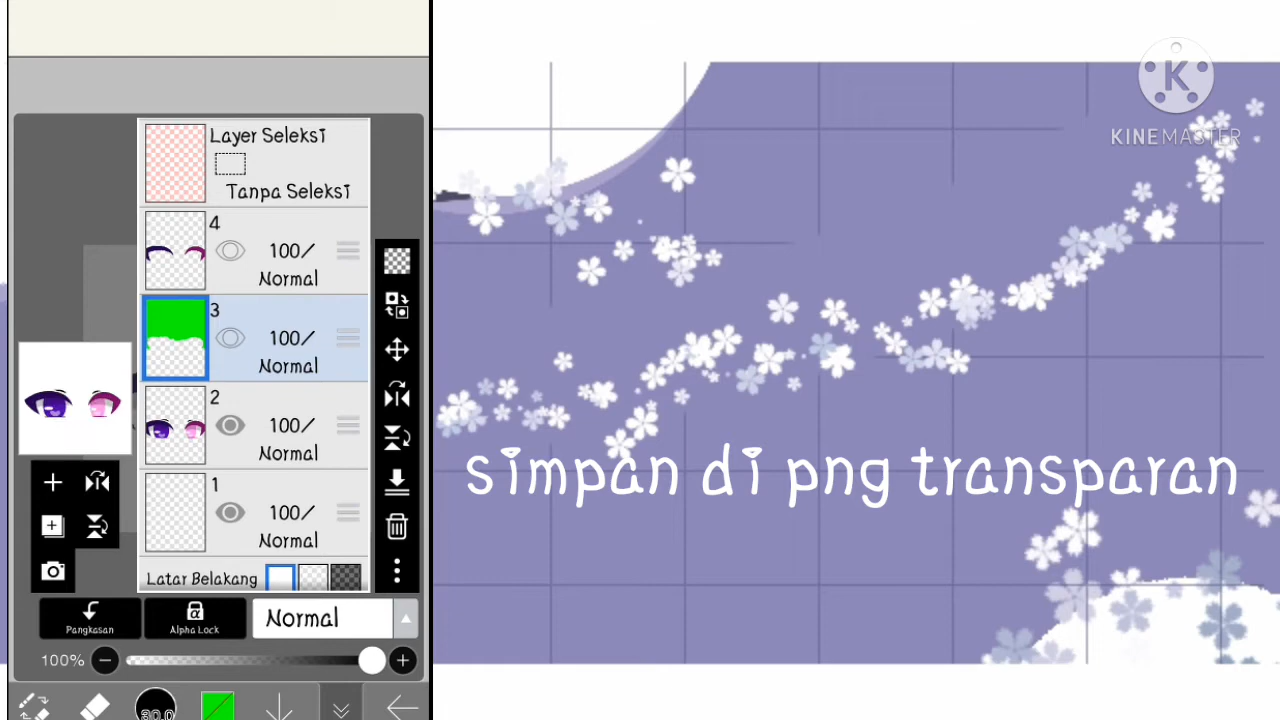 Layer Seleksi
Tanpa Seleksi
4
100/
Normal
3
100/
Normal
2
100/
Normal
1
100/
Normal
Latar Belakang
Pangkasan
α
Alpha Lock
Normal
100%
30.0
K
KINEMASTER
simpan di png transparan